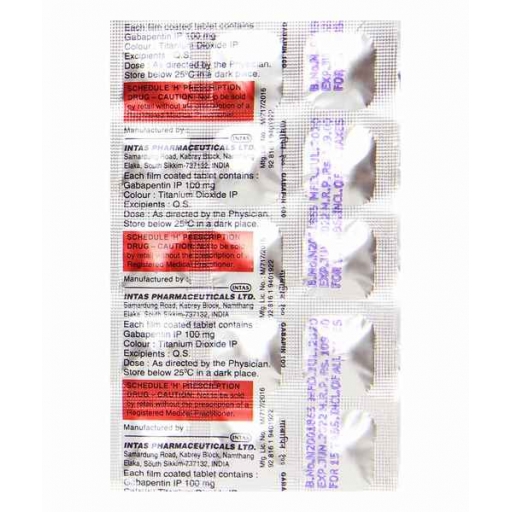 Each film coated tablet contains :
Gabapentin IP 100 mg
Colour : Titanium Dioxide IP
Excipients : Q.S.
Dose : As directed by the Physician.
Store below 25°C in a dark place.
SCHEDULE 'H' PRESCRIPTION
DRUG – CAUTION: Not to be sold
by retail without the prescription of a
Registered Medical Practitioner.
Manufactured by :
INTAS
INTAS PHARMACEUTICALS LTD.
Samardung Road, Kabrey Block, Namthang
Elaka, South Sikkim-737132, INDIA
Each film coated tablet contains :
Gabapentin IP 100 mg
Colour : Titanium Dioxide IP
Excipients : Q.S.
Dose : As directed by the Physician.
Store below 25°C in a dark place.
SCHEDULE 'H' PRESCRIPTION
DRUG – CAUTION: Not to be sold
by retail without the prescription of a
Registered Medical Practitioner.
Manufactured by :
INTAS PHARMACEUTICALS LTD.
Samardung Road, Kabrey Block, Namthang
Elaka, South Sikkim-737132, INDIA
Each film coated tablet contains :
Gabapentin IP 100 mg
Colour : Titanium Dioxide IP
Excipients : Q.S.
Dose : As directed by the Physician.
Store below 25°C in a dark place.
SCHEDULE 'H' PRESCRIPTION
DRUG – CAUTION: Not to be sold
by retail without the prescription of a
Registered Medical Practitioner.
Manufactured by :
INTAS
INTAS PHARMACEUTICALS LTD.
Samardung Road, Kabrey Block, Namthang
Elaka, South Sikkim-737132, INDIA
Each film coated tablet contains :
Gabapentin IP 100 mg
Mfg. Lic. No. M/717/2016
92 816 1 9401922
Mfg. Lic. No. M/717/2016
92 816 1 9401922
Mfg. Lic. No. M/717/2016
92 816 1 9401922
GABAPIN 100
GABAPIN 100
GABAPIN 100
GABAPIN 100
B.No.N2001953 MFD.JUL.2020
EXP.JUN.2022 M.R.P.Rs.109.00
FOR 15 TABS.INCL.OF ALL TAXES